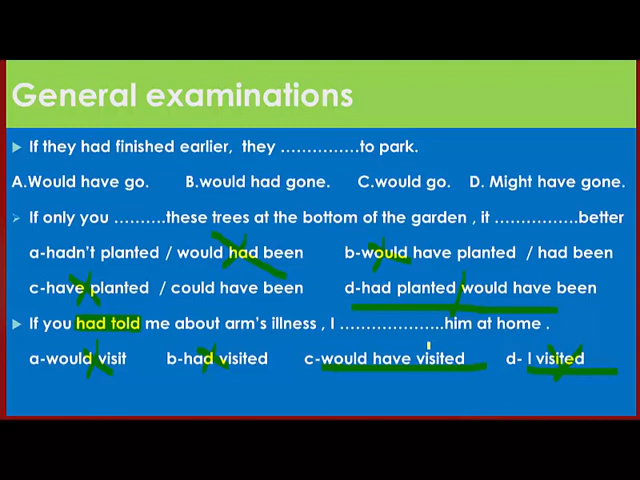 General examinations
If they had finished earlier, they ...............to park.
A.Would have go. B.would had gone. C.would go. D. Might have gone.
If only you ..........these trees at the bottom of the garden , it ................better
a-hadn't planted / would had been b-would have planted / had been
c-have planted / could have been d-had planted would have been
If you had told me about arm's illness , I ....................him at home .
a-would visit b-had visited c-would have visited d- I visited